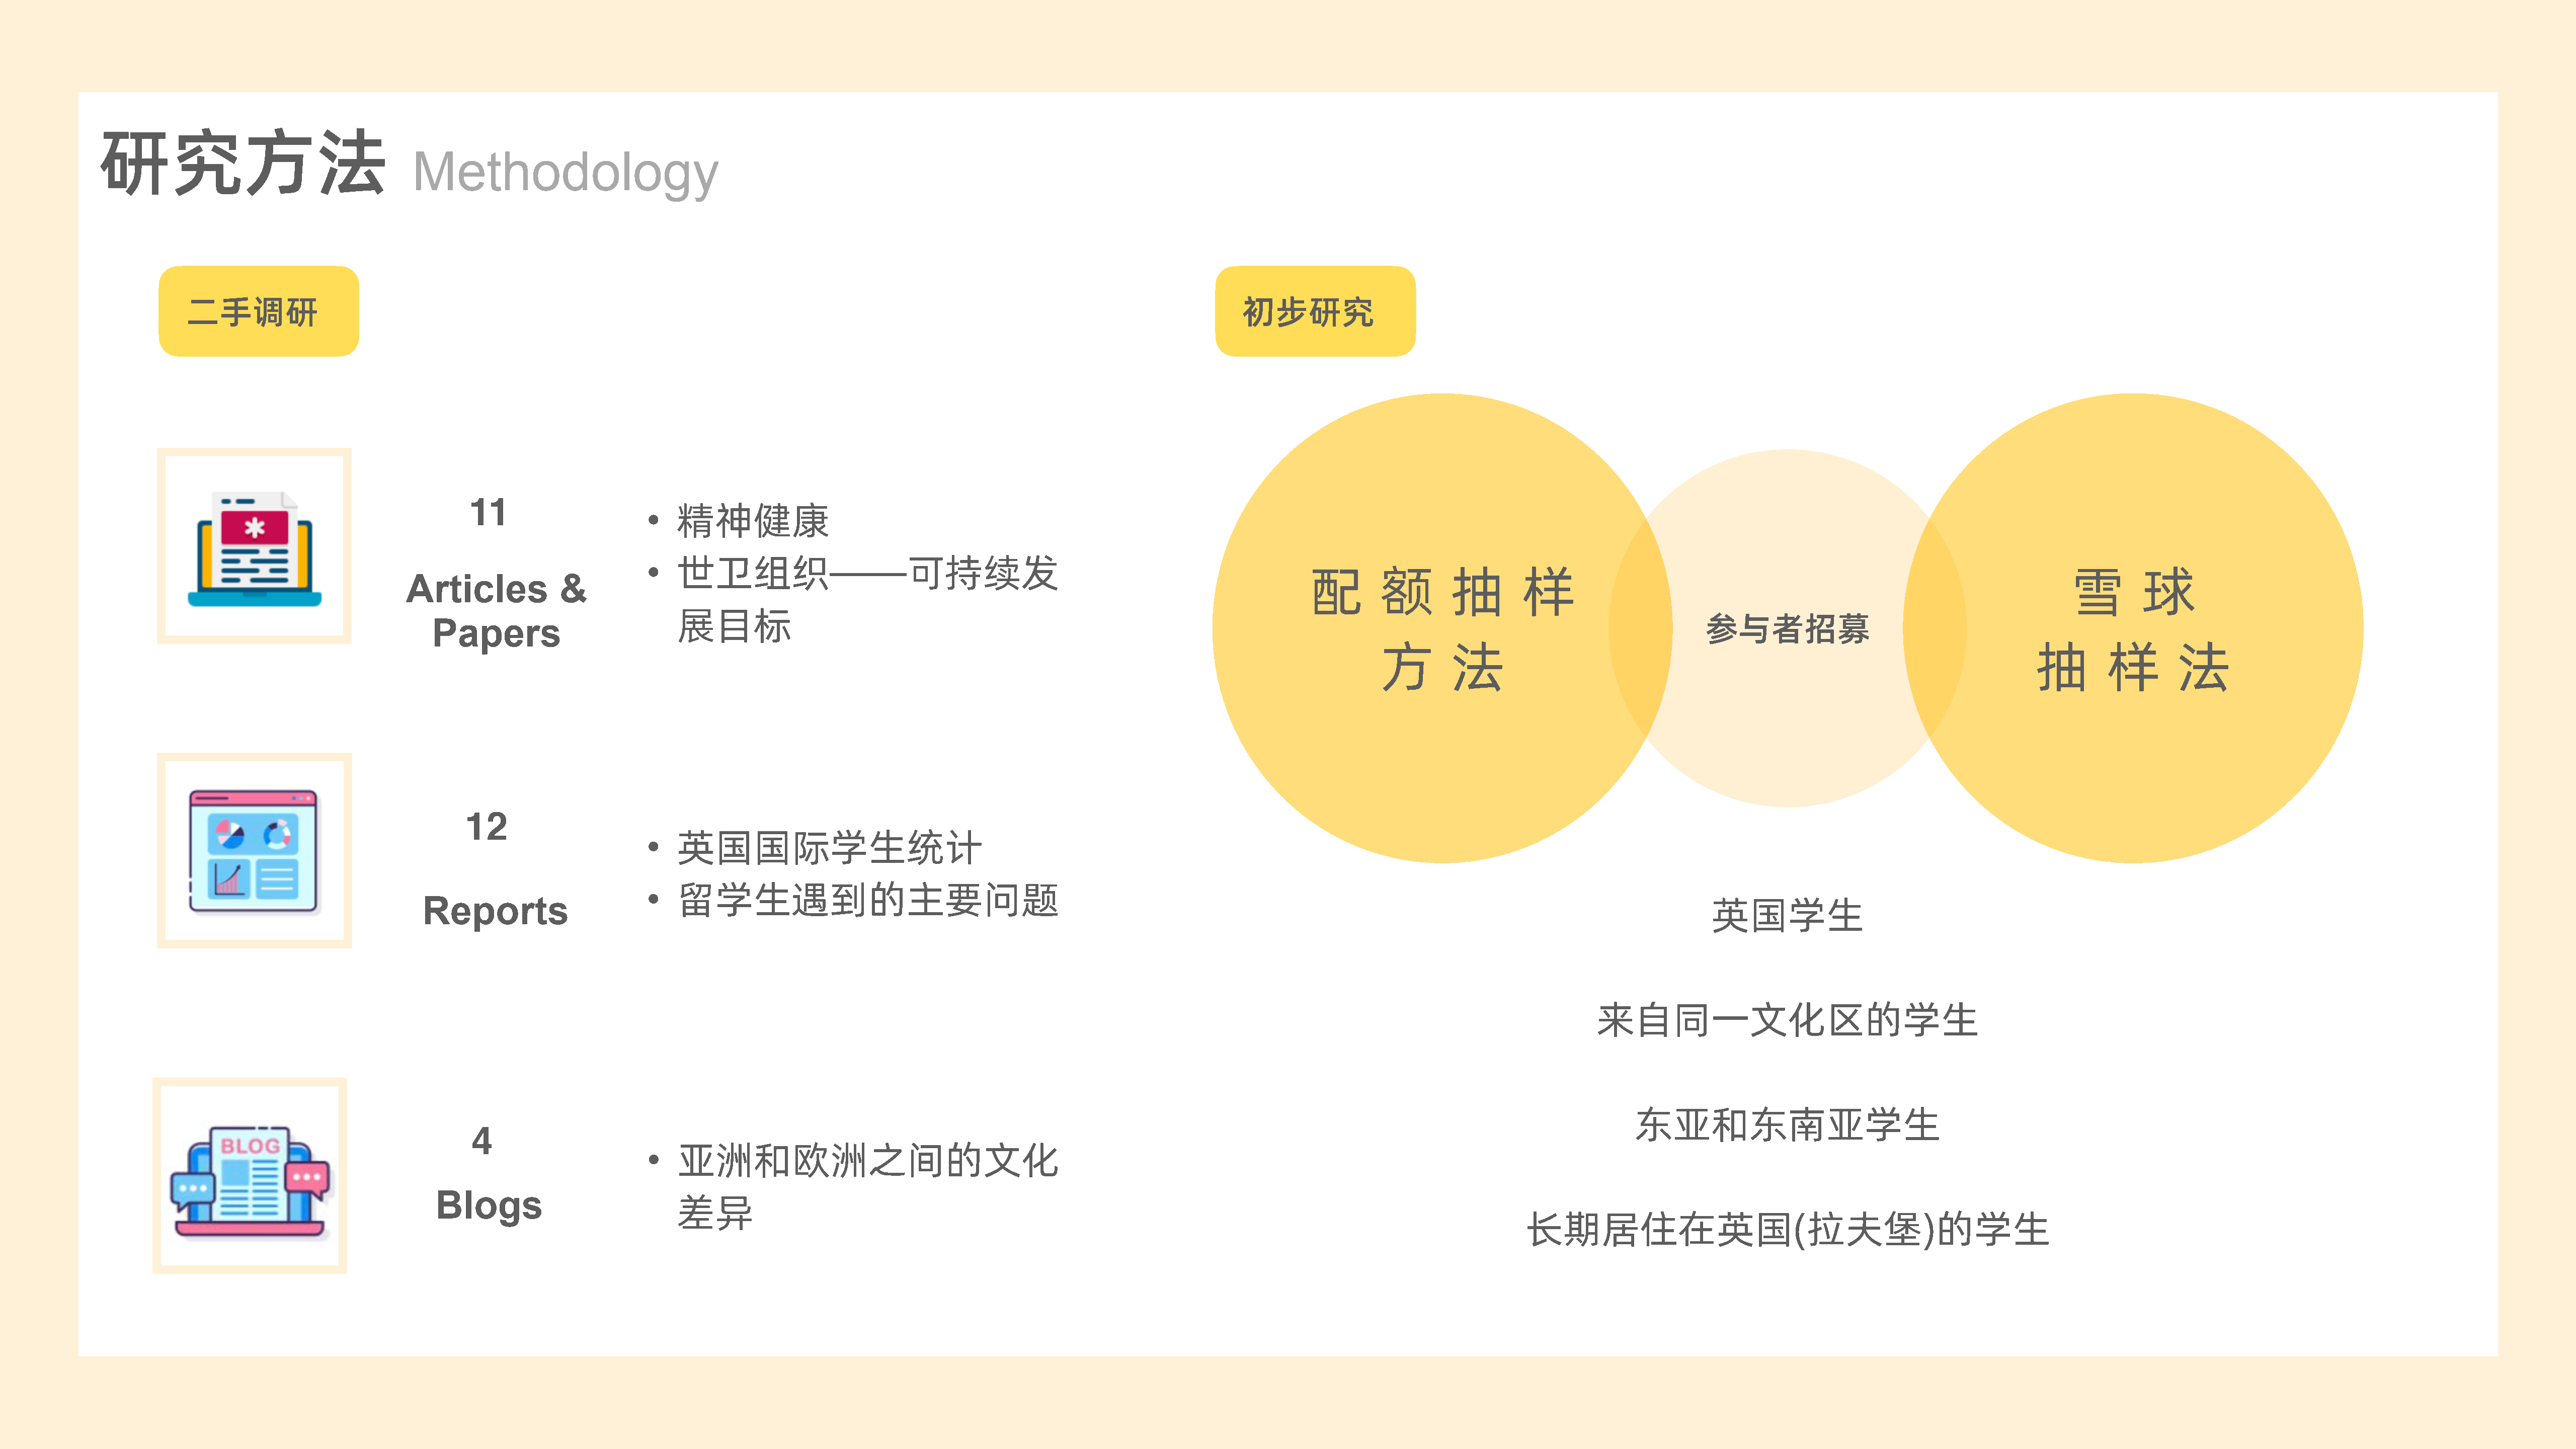 研究方法 Methodology
二手调研
11
Articles &
Papers
• 精神健康
• 世卫组织——可持续发
展目标
12
Reports
• 英国国际学生统计
• 留学生遇到的主要问题
BLOG
4
Blogs
• 亚洲和欧洲之间的文化
差异
初步研究
配额抽样
方法
参与者招募
雪球
抽样法
英国学生
来自同一文化区的学生
东亚和东南亚学生
长期居住在英国(拉夫堡)的学生